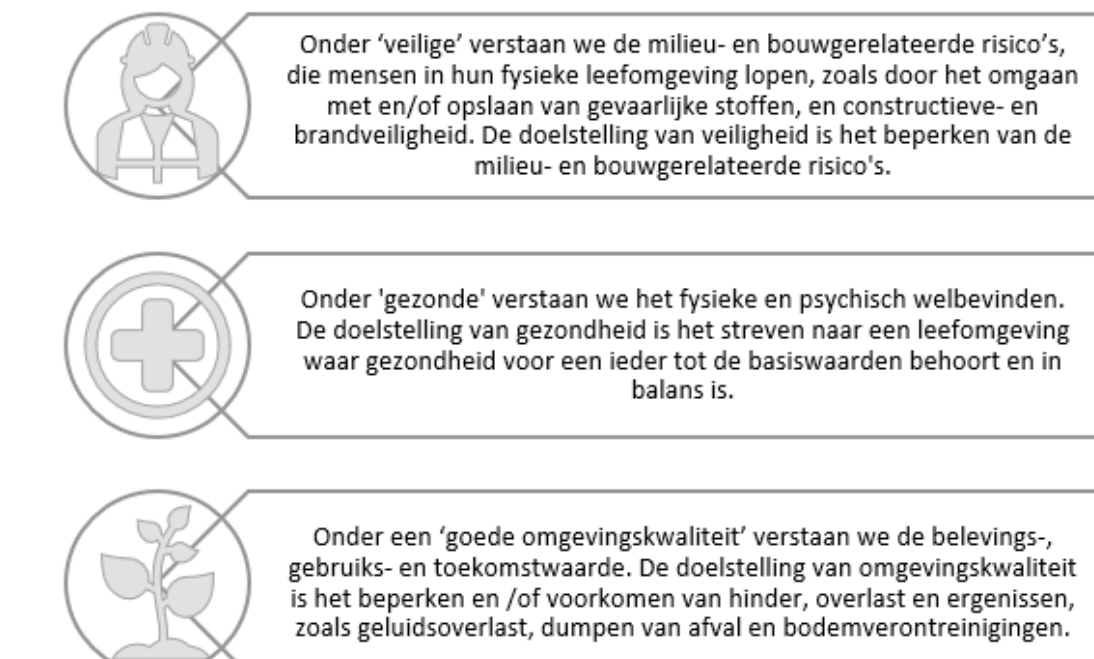 Onder ‘veilige’ verstaan we de milieu- en bouwgerelateerde risico’s,
die mensen in hun fysieke leefomgeving lopen, zoals door het omgaan
met en/of opslaan van gevaarlijke stoffen, en constructieve- en
brandveiligheid. De doelstelling van veiligheid is het beperken van de
milieu- en bouwgerelateerde risico's.
Onder 'gezonde' verstaan we het fysieke en psychisch welbevinden.
De doelstelling van gezondheid is het streven naar een leefomgeving
waar gezondheid voor een ieder tot de basiswaarden behoort en in
balans is.
Onder een ‘goede omgevingskwaliteit’ verstaan we de belevings-,
gebruiks- en toekomstwaarde. De doelstelling van omgevingskwaliteit
is het beperken en /of voorkomen van hinder, overlast en ergenissen,
zoals geluidsoverlast, dumpen van afval en bodemverontreinigingen.